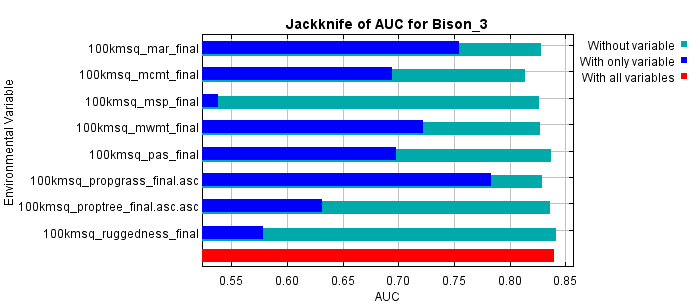 Jackknife of AUC for Bison_3
Environmental Variable
100kmsq_mar_final
100kmsq_mcmt_final
100kmsq_msp_final
100kmsq_mwmt_final
100kmsq_pas_final
100kmsq_propgrass_final.asc
100kmsq_proptree_final.asc.asc
100kmsq_ruggedness_final
0.55 0.60 0.65 0.70 0.75 0.80 0.85
AUC
Without variable
With only variable
With all variables